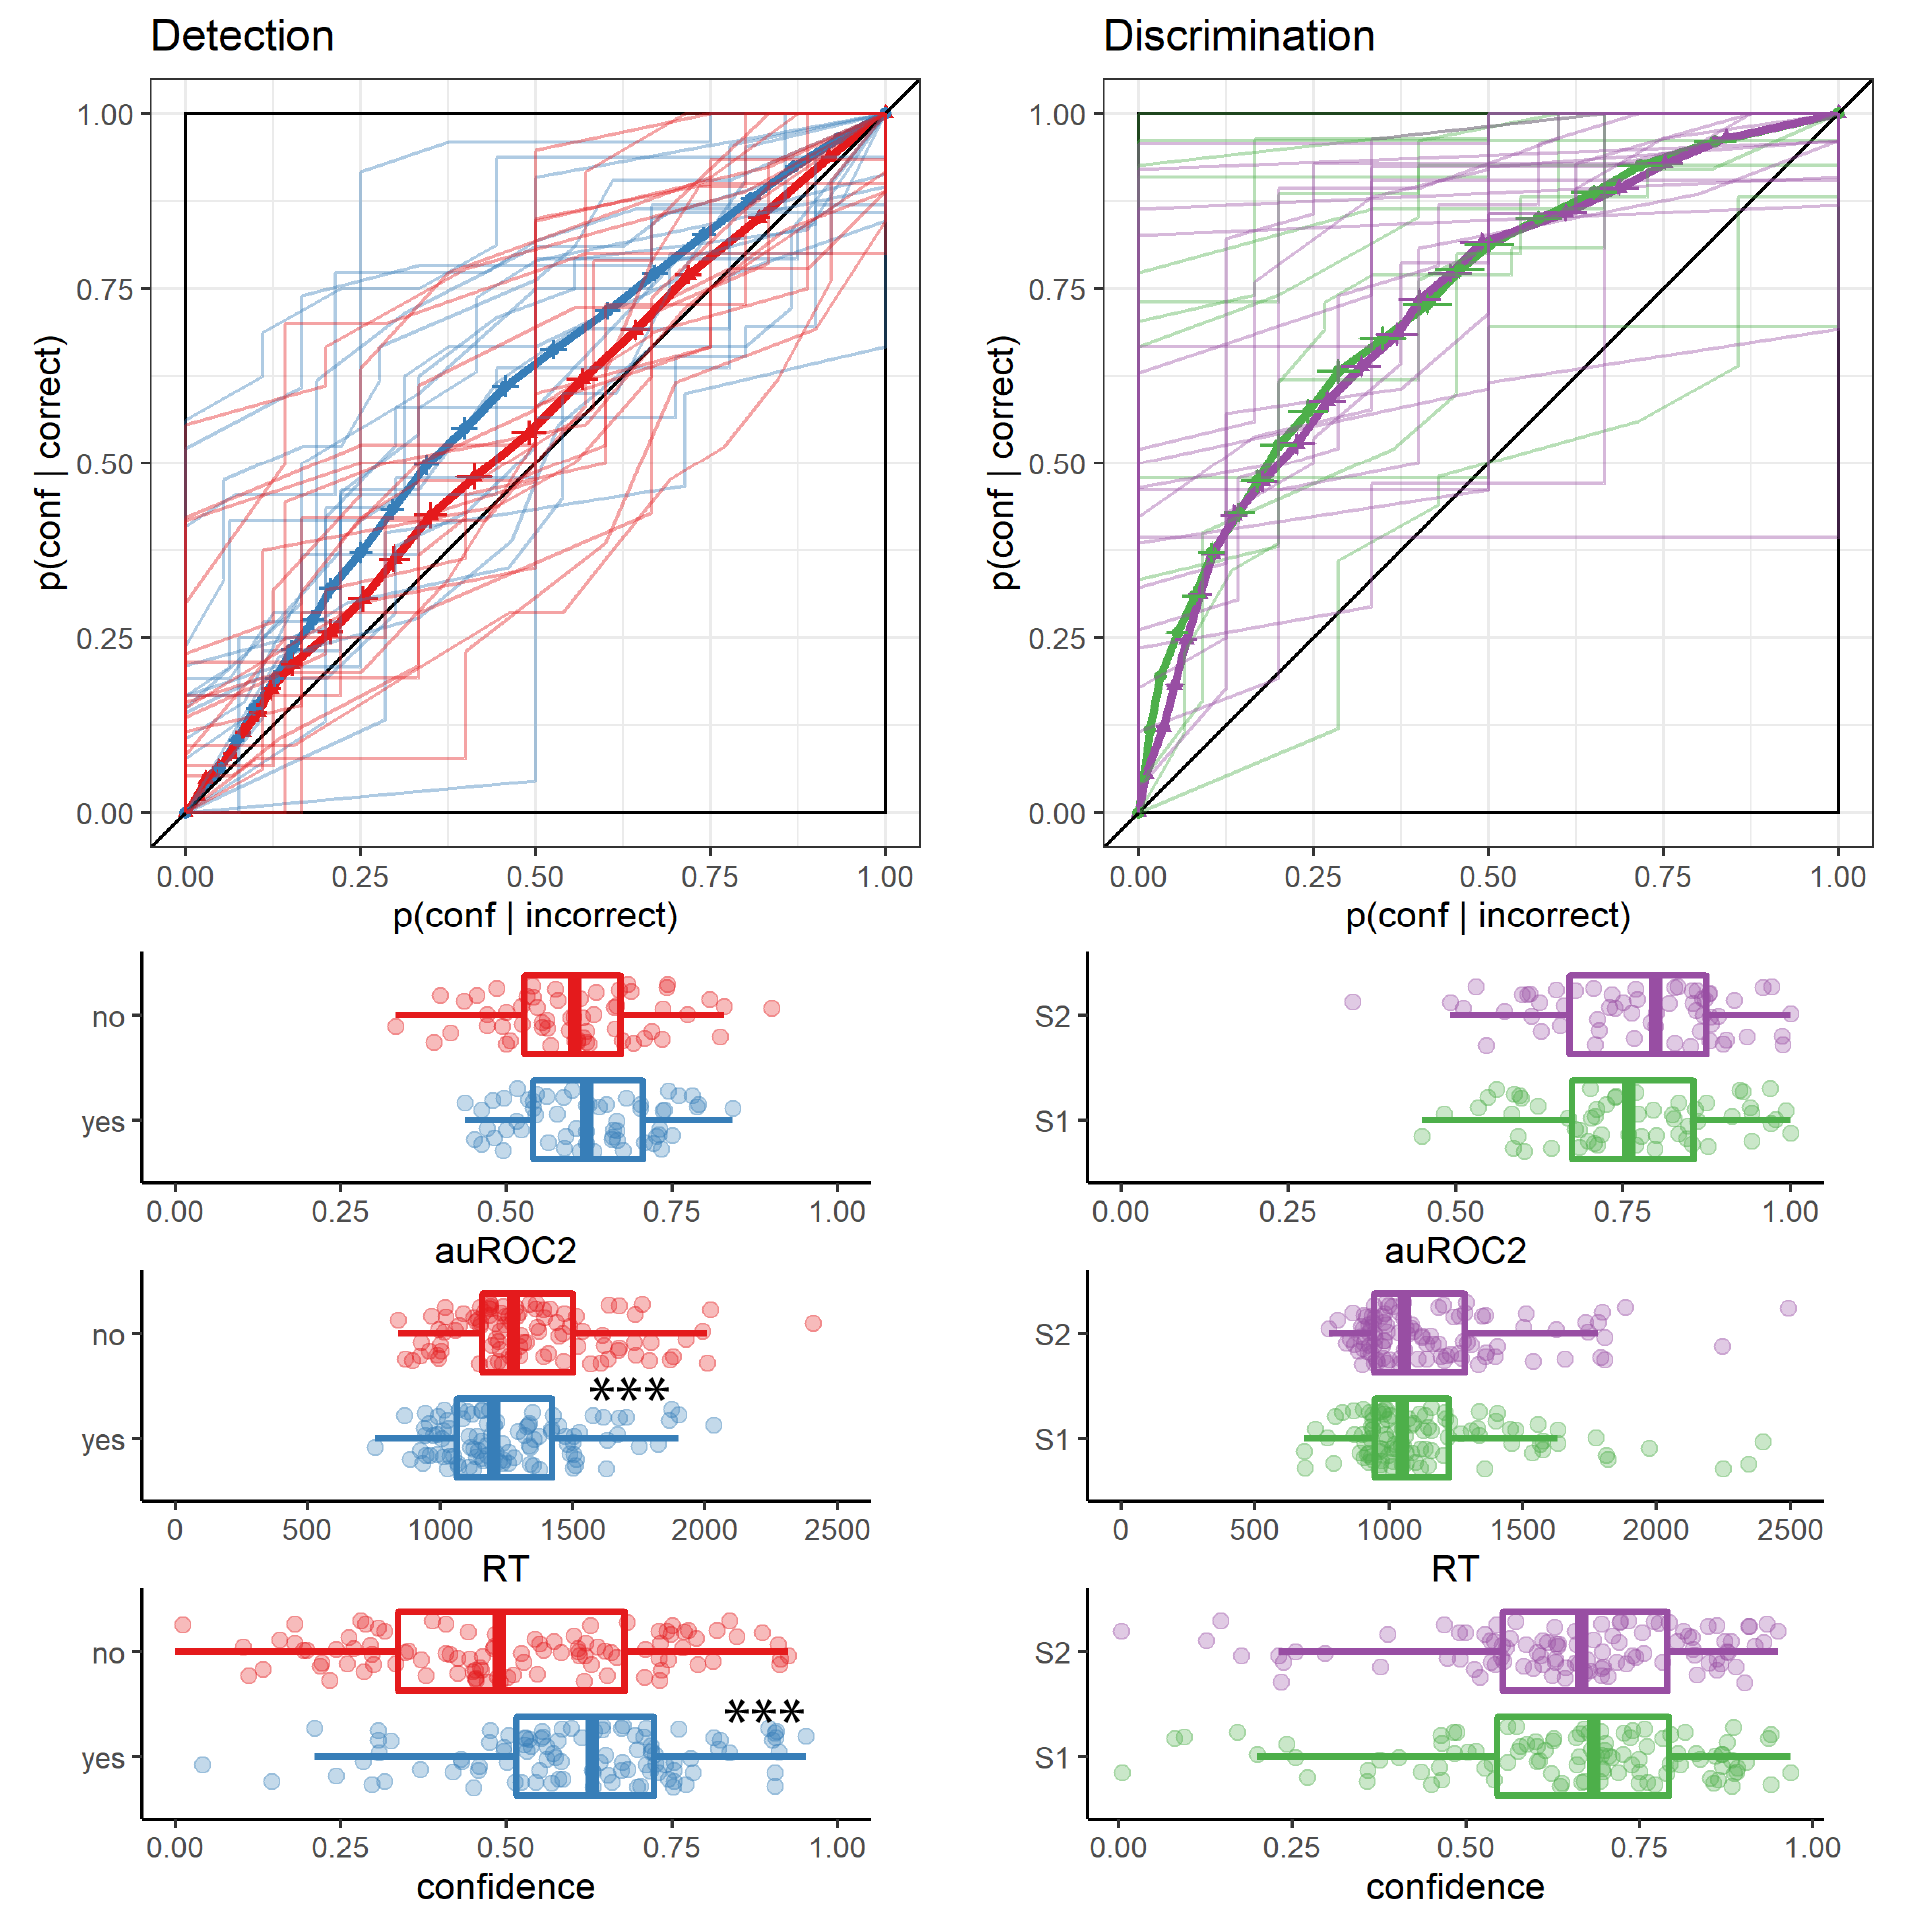 Detection
Discrimination
1.00
0.75
0.50
0.25
0.00
p(conf | correct)
0.00 0.25 0.50 0.75 1.00
p(conf | incorrect)
1.00
0.75
0.50
0.25
0.00
p(conf | correct)
0.00 0.25 0.50 0.75 1.00
p(conf | incorrect)
no
yes
0.00 0.25 0.50 0.75 1.00
auROC2
S2
S1
0.00 0.25 0.50 0.75 1.00
auROC2
no
***
yes
0 500 1000 1500 2000 2500
RT
S2
S1
0 500 1000 1500 2000 2500
RT
no
***
yes
0.00 0.25 0.50 0.75 1.00
confidence
S2
S1
0.00 0.25 0.50 0.75 1.00
confidence